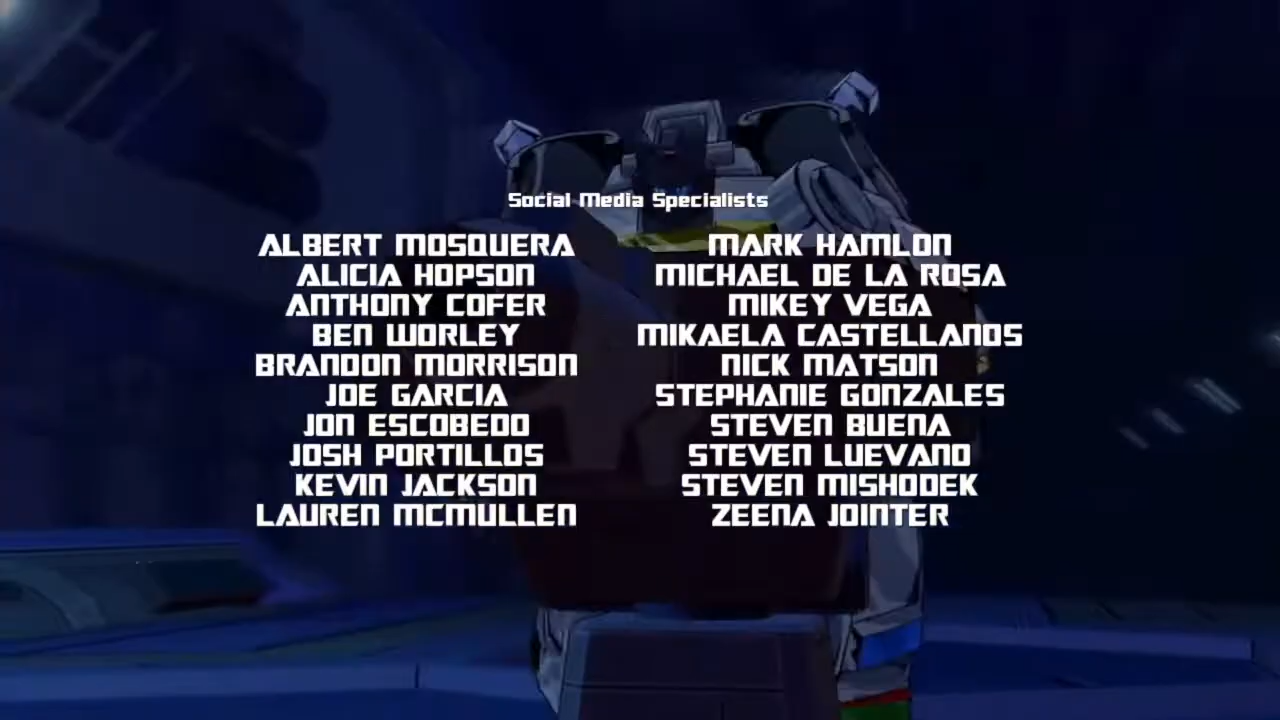 Social Media Specialists
ALBERT MOSQUERA
ALICIA HOPSON
ANTHONY COFER
BEN WORLEY
BRANDON MORRISON
JOE GARCIA
JON ESCOBEDO
JOSH PORTILLOS
KEVIN JACKSON
LAUREN MCMULLEN
MARK HAMLON
MICHAEL DE LA ROSA
MIKEY VEGA
MIKAELA CASTELLANOS
NICK MATSON
STEPHANIE GONZALES
STEVEN BUENA
STEVEN LUEVANO
STEVEN MISHODEK
ZEENA JOINTER